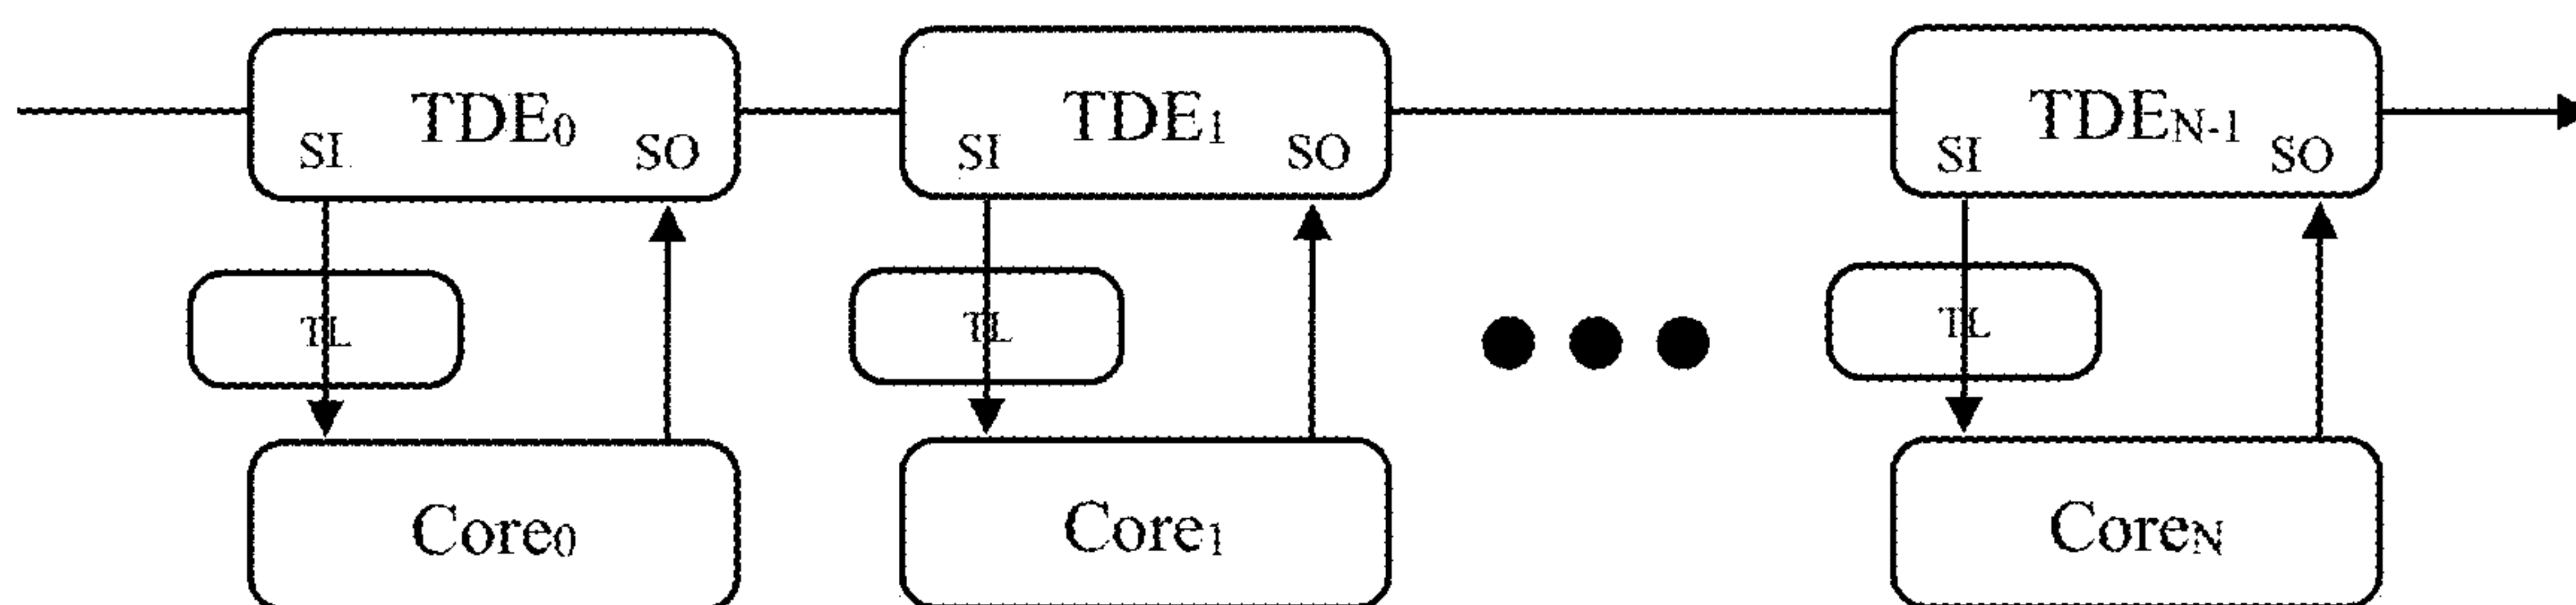 TDE0
SI
SO
TDE1
SI
SO
TDEN-1
SI
SO
TL
TL
TL
Core0
Core1
CoreN